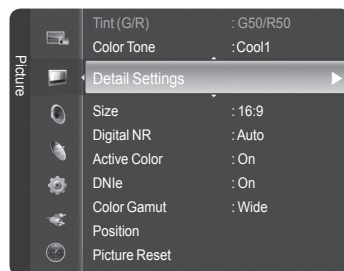 Picture
Tint (G/R) : G50/R50
Color Tone :Cool1
Detail Settings
Size : 16:9
Digital NR : Auto
Active Color : On
DNIe : On
Color Gamut : Wide
Position
Picture Reset